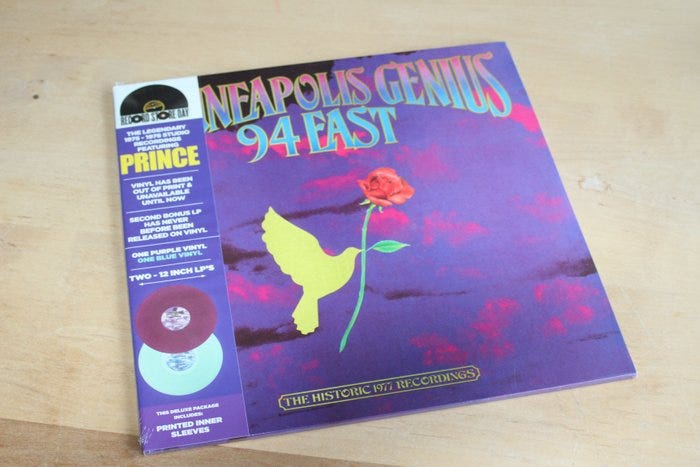 RECORD STORE DAY
THE LEGENDARY
1975 - 1978 STUDIO
RECORDINGS
FEATURING
PRINCE
VINYL HAS BEEN
OUT OF PRINT &
UNAVAILABLE
UNTIL NOW
SECOND BONUS LP
HAS NEVER
BEFORE BEEN
RELEASED ON VINYL
ONE PURPLE VINYL
ONE BLUE VINYL
TWO - 12 INCH LP'S
THIS DELUXE PACKAGE
INCLUDES:
PRINTED INNER
SLEEVES
NEAPOLIS GENIUS
94 EAST
THE HISTORIC 1977 RECORDINGS